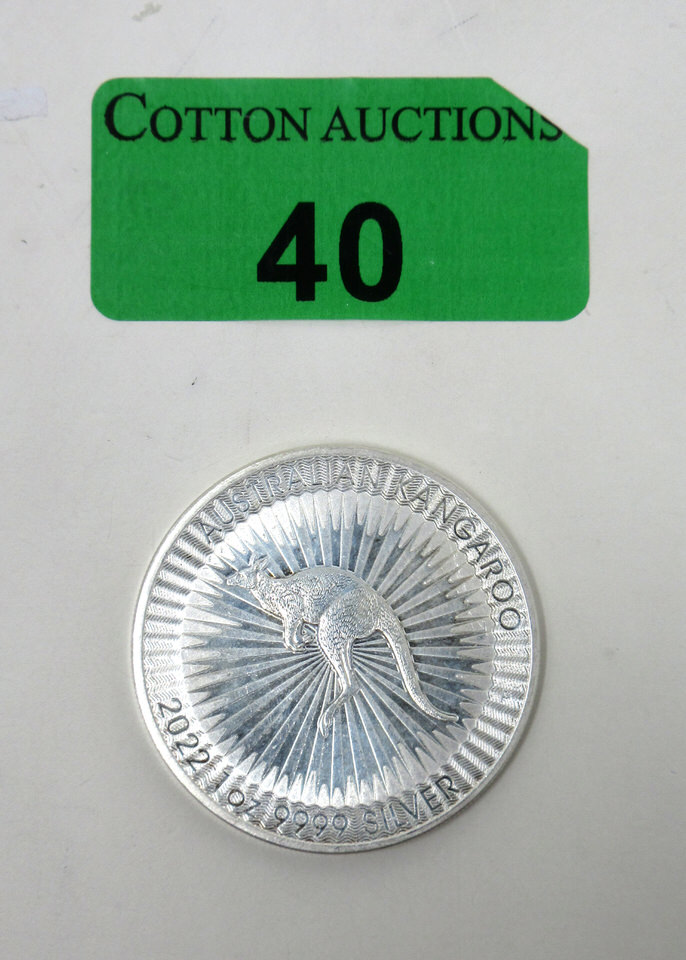 COTTON AUCTIONS
40
AUSTRALIAN KANGAROO
2022 1oz 9999 SILVER